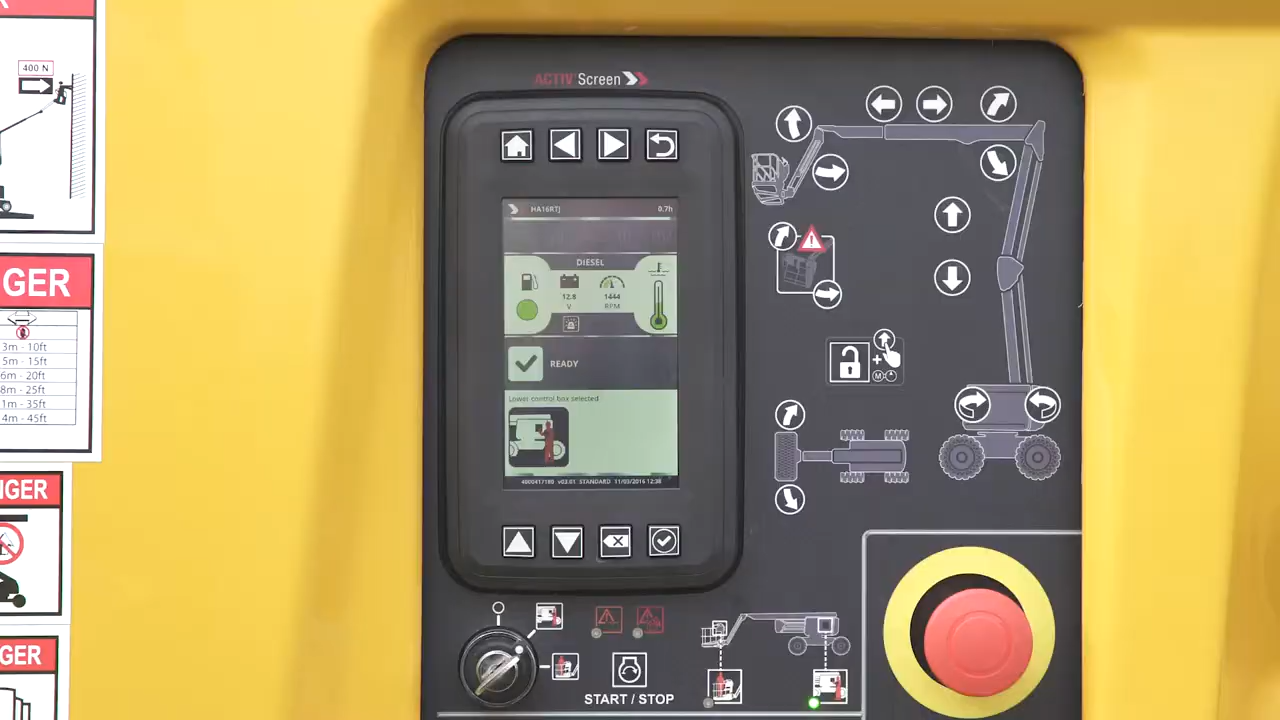 400 N
GER
3m - 10ft
5m - 15ft
6m - 20ft
8m - 25ft
1m - 35ft
4m - 45ft
NGER
GER
ACTIV'Screen
HA16RTJ
0.7h
DIESEL
12.8
V
1444
RPM
READY
Lower control box selected
4000417180 v03.01 STANDARD 11/03/2016 12:38
M
START / STOP